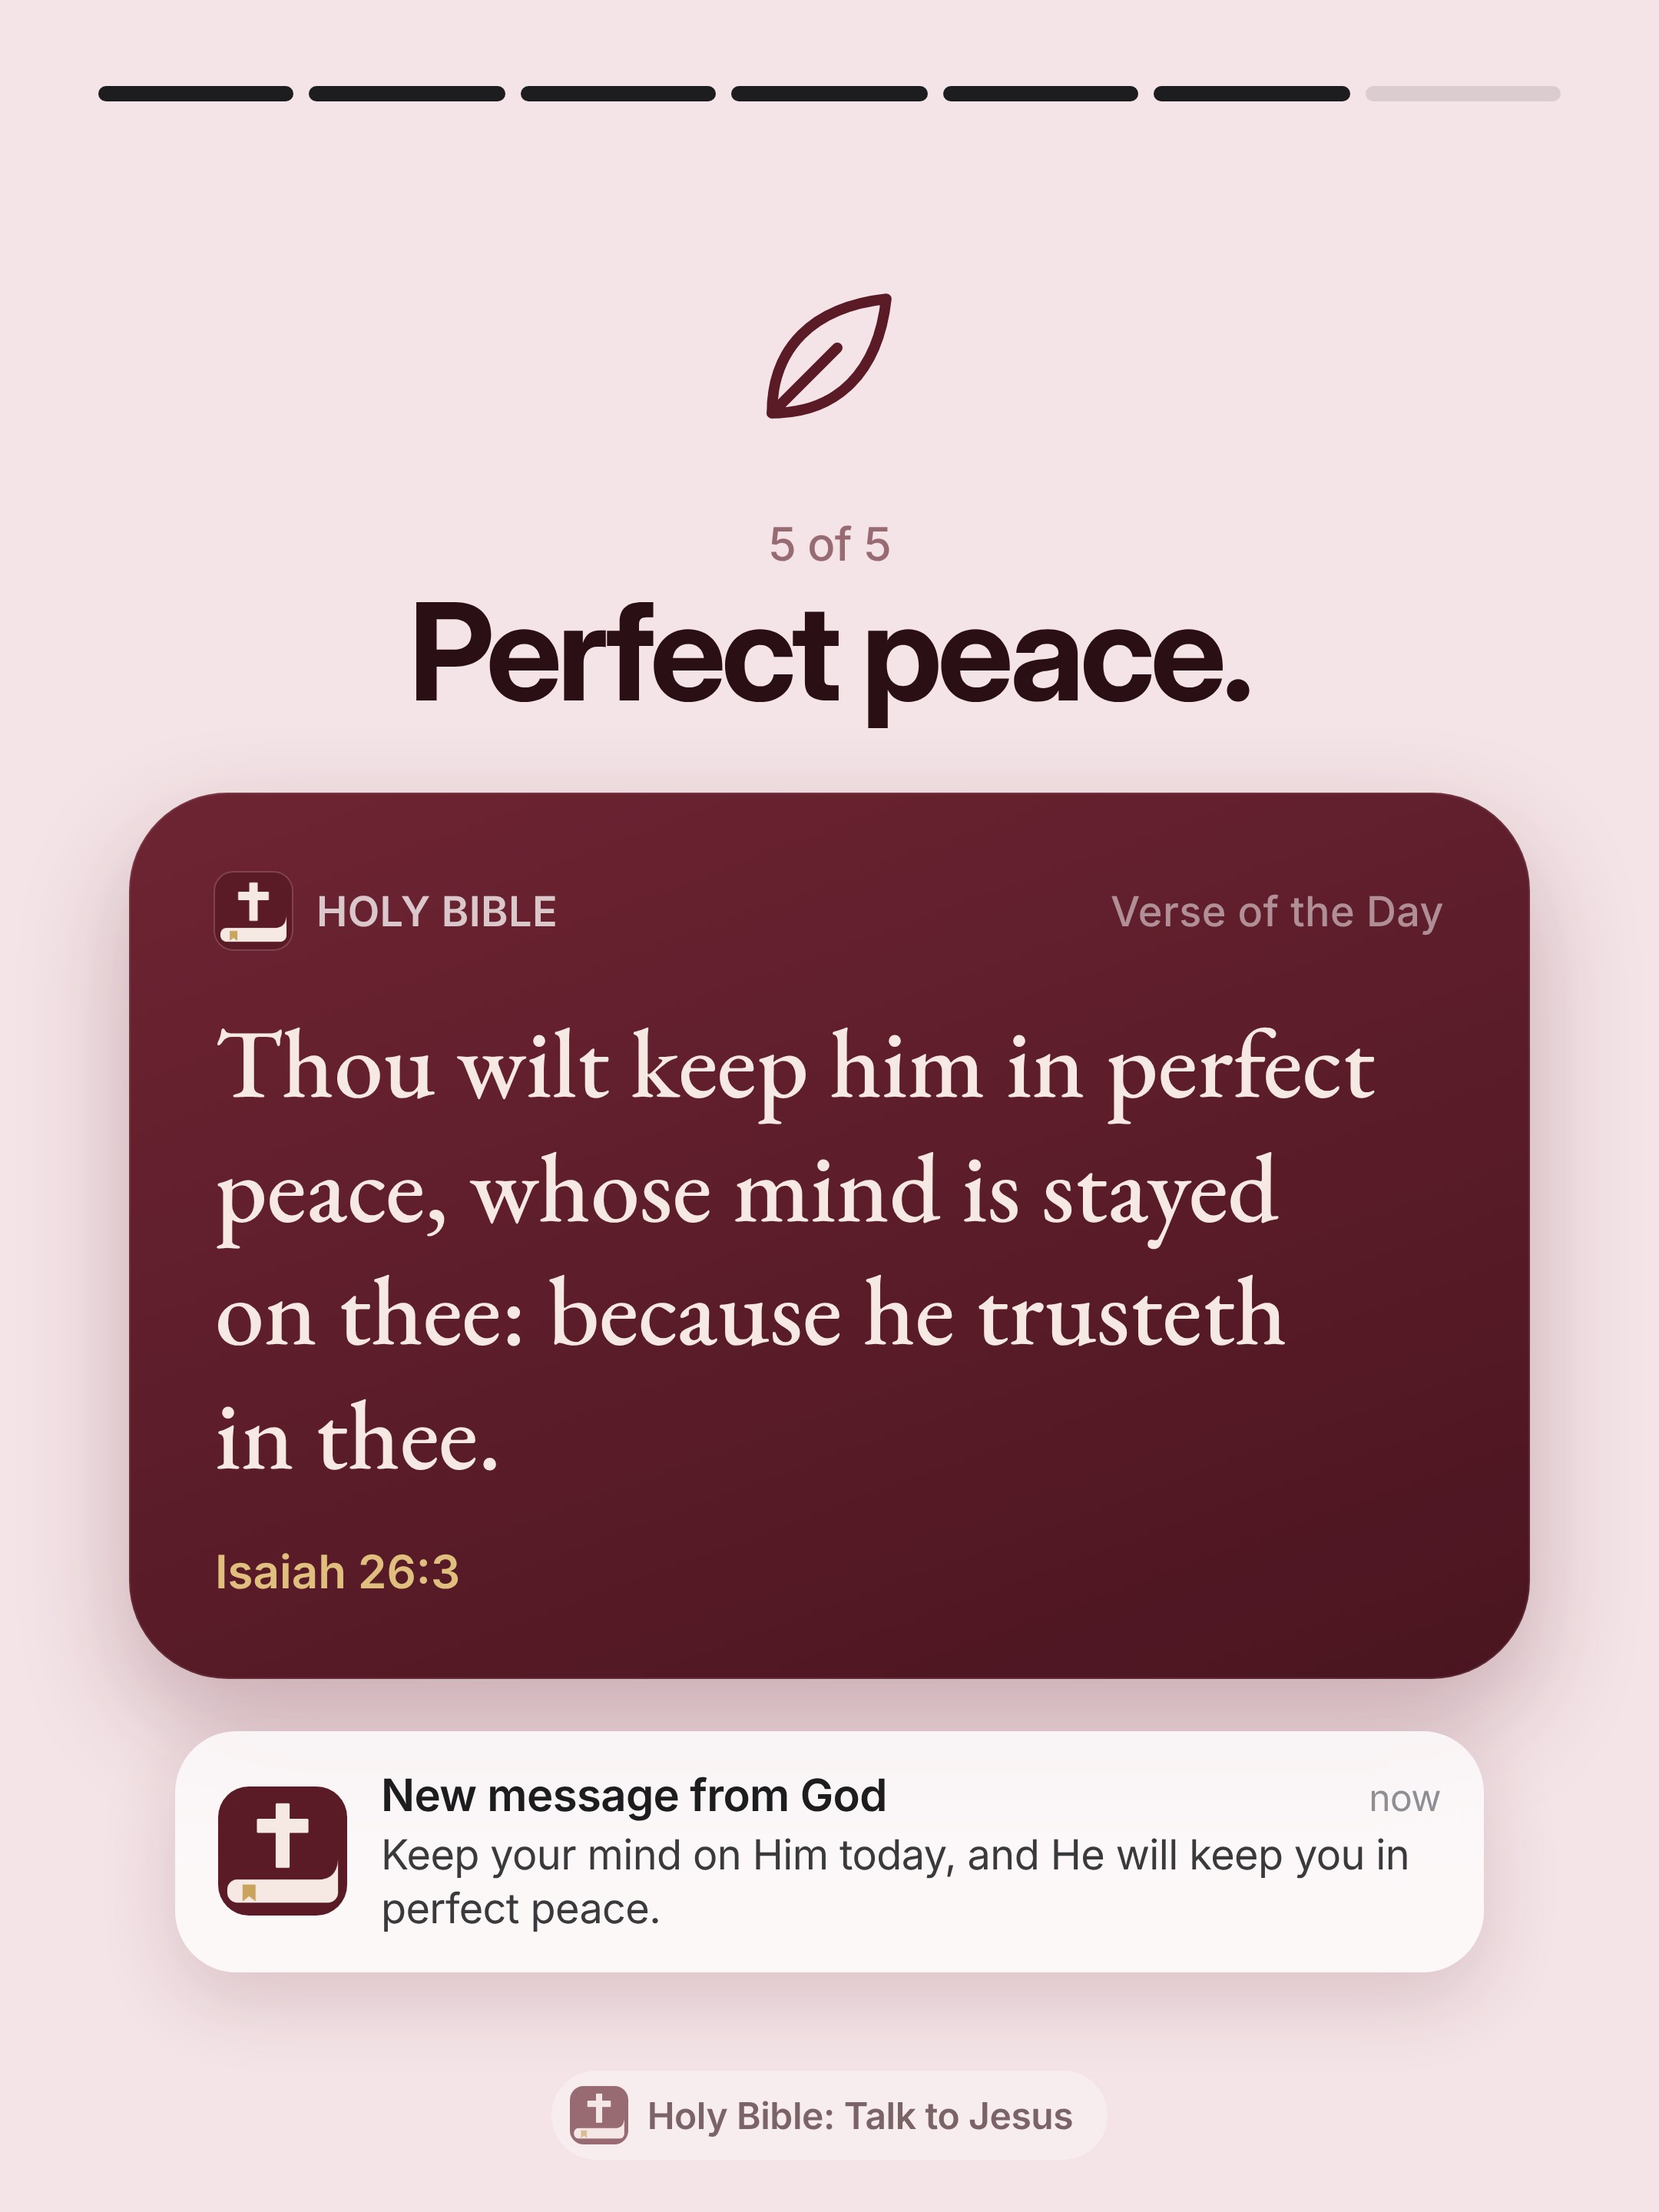 5 of 5
Perfect peace.
HOLY BIBLE
Verse of the Day
Thou wilt keep him in perfect
peace, whose mind is stayed
on thee: because he trusteth
in thee.
Isaiah 26:3
New message from God
now
Keep your mind on Him today, and He will keep you in
perfect peace.
Holy Bible: Talk to Jesus